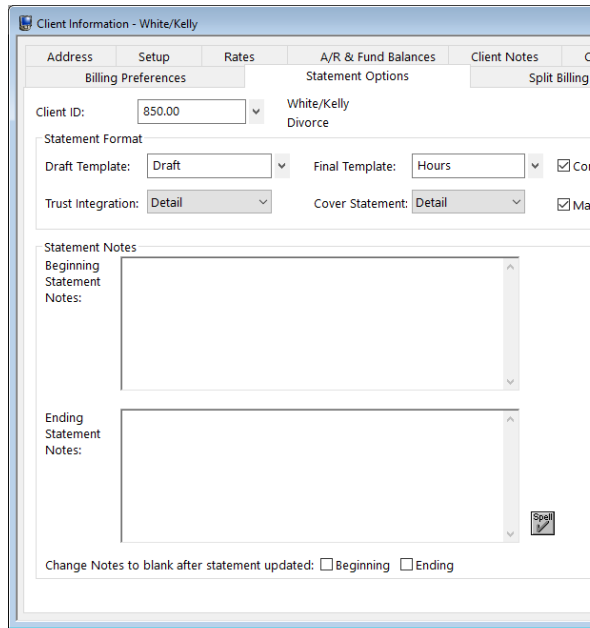 Client Information - White/Kelly
Address Setup Rates A/R & Fund Balances Client Notes
Billing Preferences Statement Options Split Billing
Client ID: 850.00 White/Kelly
Divorce
Statement Format
Draft Template: Draft Final Template: Hours
Trust Integration: Detail Cover Statement: Detail
Statement Notes
Beginning
Statement
Notes:
Ending
Statement
Notes:
Spell
Change Notes to blank after statement updated: Beginning Ending